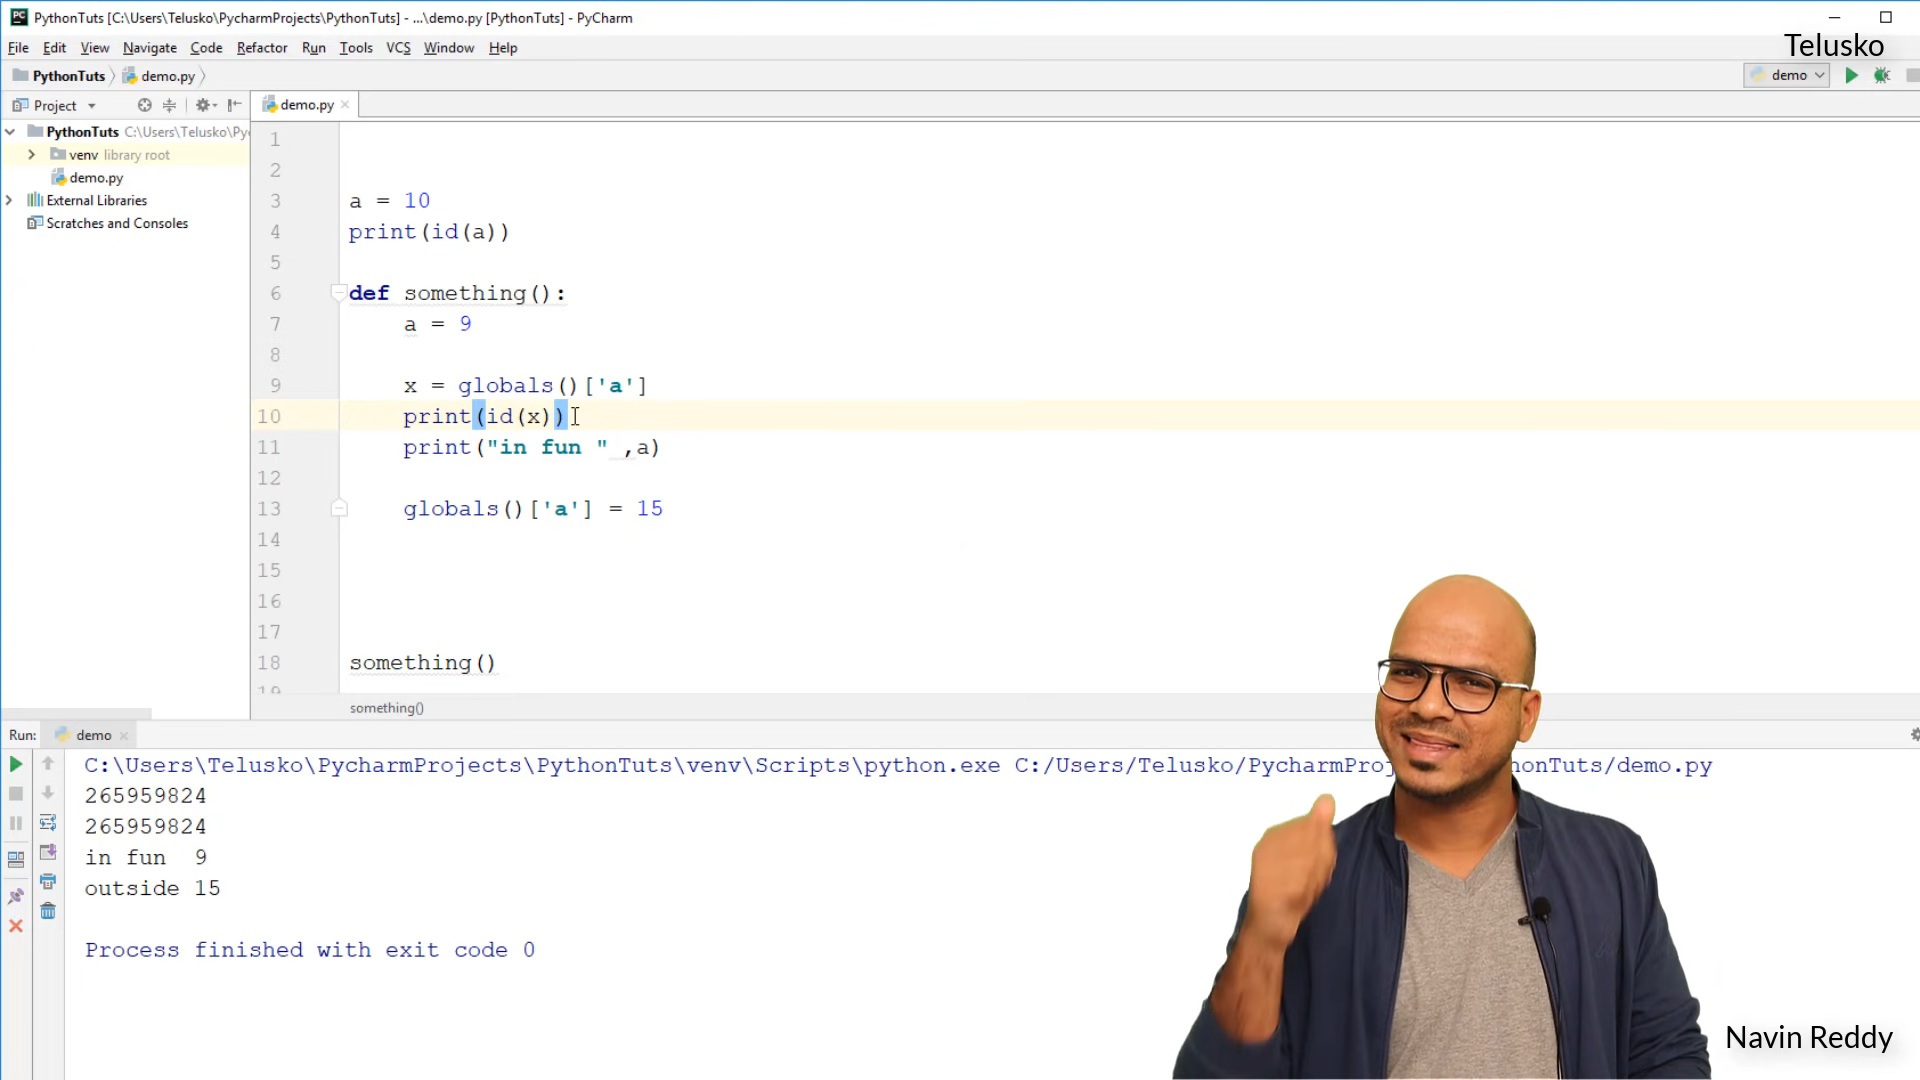 PC PythonTuts [C:\Users\Telusko\PycharmProjects\PythonTuts] - ...\demo.py [PythonTuts] - PyCharm
File Edit View Navigate Code Refactor Run Tools VCS Window Help
Telusko
PythonTuts demo.py
demo
Project
demo.py
PythonTuts C:\Users\Telusko\Py
venv library root
demo.py
External Libraries
Scratches and Consoles
1
2
3 a = 10
4 print(id(a))
5
6 def something():
7 a = 9
8
9 x = globals()['a']
10 print(id(x))
11 print("in fun " ,a)
12
13 globals()['a'] = 15
14
15
16
17
18 something()
19
something()
Run: demo
C:\Users\Telusko\PycharmProjects\PythonTuts\venv\Scripts\python.exe C:/Users/Telusko/PycharmProj honTuts/demo.py
265959824
265959824
in fun  9
outside 15
Process finished with exit code 0
Navin Reddy